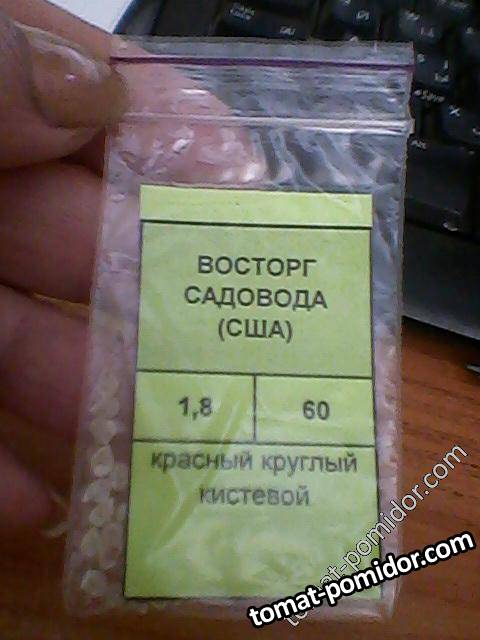 ВОСТОРГ
САДОВОДА
(США)
1,8 60
красный круглый
кистевой
tomat-pomidor.com
tomat-pomidor.com